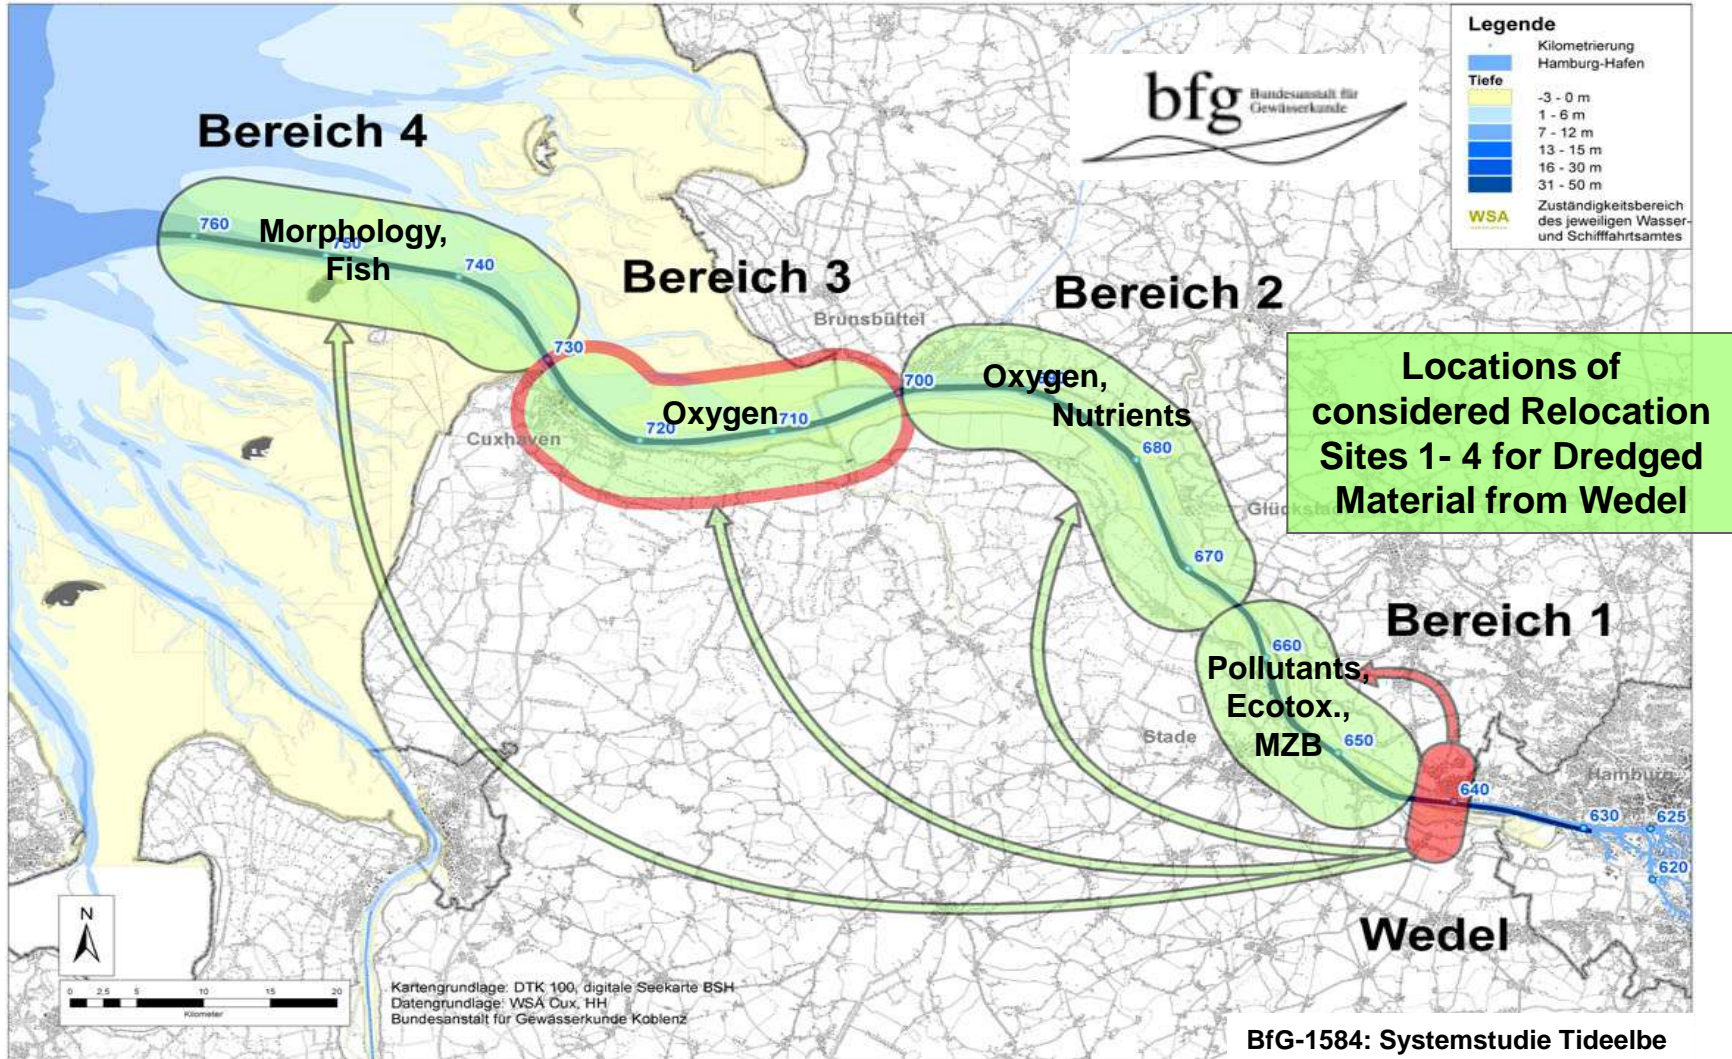 Legende
Kilometrierung
Hamburg-Hafen
Tiefe
-3 - 0 m
1 - 6 m
7 - 12 m
13 - 15 m
16 - 30 m
31 - 50 m
WSA
Zuständigkeitsbereich
des jeweiligen Wasser-
und Schifffahrtsamtes
bfg
Bundesanstalt für
Gewässerkunde
Bereich 4
760
Morphology,
750
Fish
740
Bereich 3
Brunsbüttel
730
Oxygen
710
720
Cuxhaven
Bereich 2
700
Oxygen,
Nutrients
680
670
Locations of
considered Relocation
Sites 1- 4 for Dredged
Material from Wedel
Bereich 1
660
Pollutants,
Ecotox.,
MZB
650
Stade
Hamburg
640
630
625
620
Wedel
N
0 2,5 5 10 15 20
Kilometer
Kartengrundlage: DTK 100, digitale Seekarte BSH
Datengrundlage: WSA Cux, HH
Bundesanstalt für Gewässerkunde Koblenz
BfG-1584: Systemstudie Tideelbe